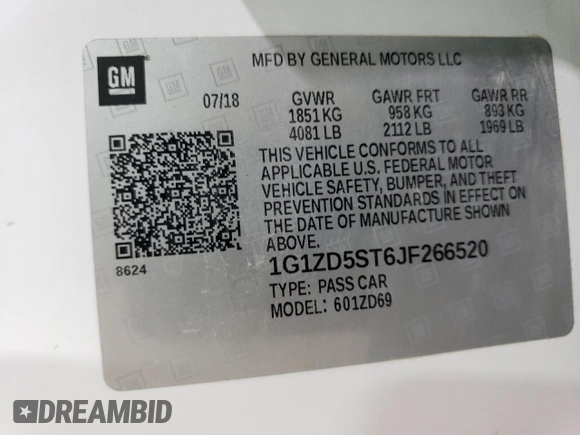 GM
MFD BY GENERAL MOTORS LLC
07/18 GVWR GAWR FRT GAWR RR
1851 KG 958 KG 893 KG
4081 LB 2112 LB 1969 LB
THIS VEHICLE CONFORMS TO ALL
APPLICABLE U.S. FEDERAL MOTOR
VEHICLE SAFETY, BUMPER, AND THEFT
PREVENTION STANDARDS IN EFFECT ON
THE DATE OF MANUFACTURE SHOWN
ABOVE.
8624
1G1ZD5ST6JF266520
TYPE: PASS CAR
MODEL: 601ZD69
DREAMBID